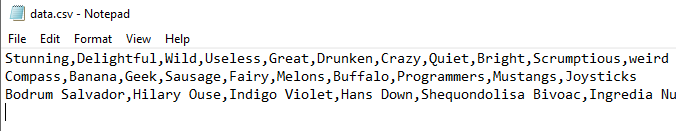 data.csv - Notepad
File Edit Format View Help
Stunning,Delightful,Wild,Useless,Great,Drunken,Crazy,Quiet,Bright,Scrumptious,weird
Compass,Banana,Geek,Sausage,Fairy,Melons,Buffalo,Programmers,Mustangs,Joysticks
Bodrum Salvador,Hilary Ouse,Indigo Violet,Hans Down,Shequondolisa Bivoac,Ingredia Nu